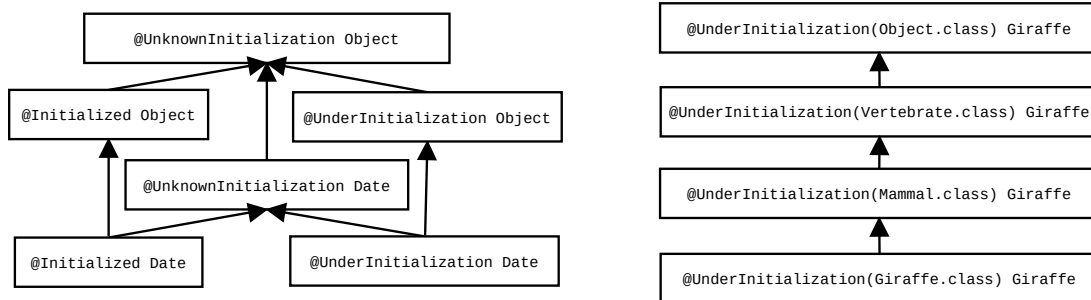 @UnknownInitialization Object
@Initialized Object
@UnderInitialization Object
@UnknownInitialization Date
@Initialized Date
@UnderInitialization Date
@UnderInitialization(Object.class) Giraffe
@UnderInitialization(Vertebrate.class) Giraffe
@UnderInitialization(Mammal.class) Giraffe
@UnderInitialization(Giraffe.class) Giraffe